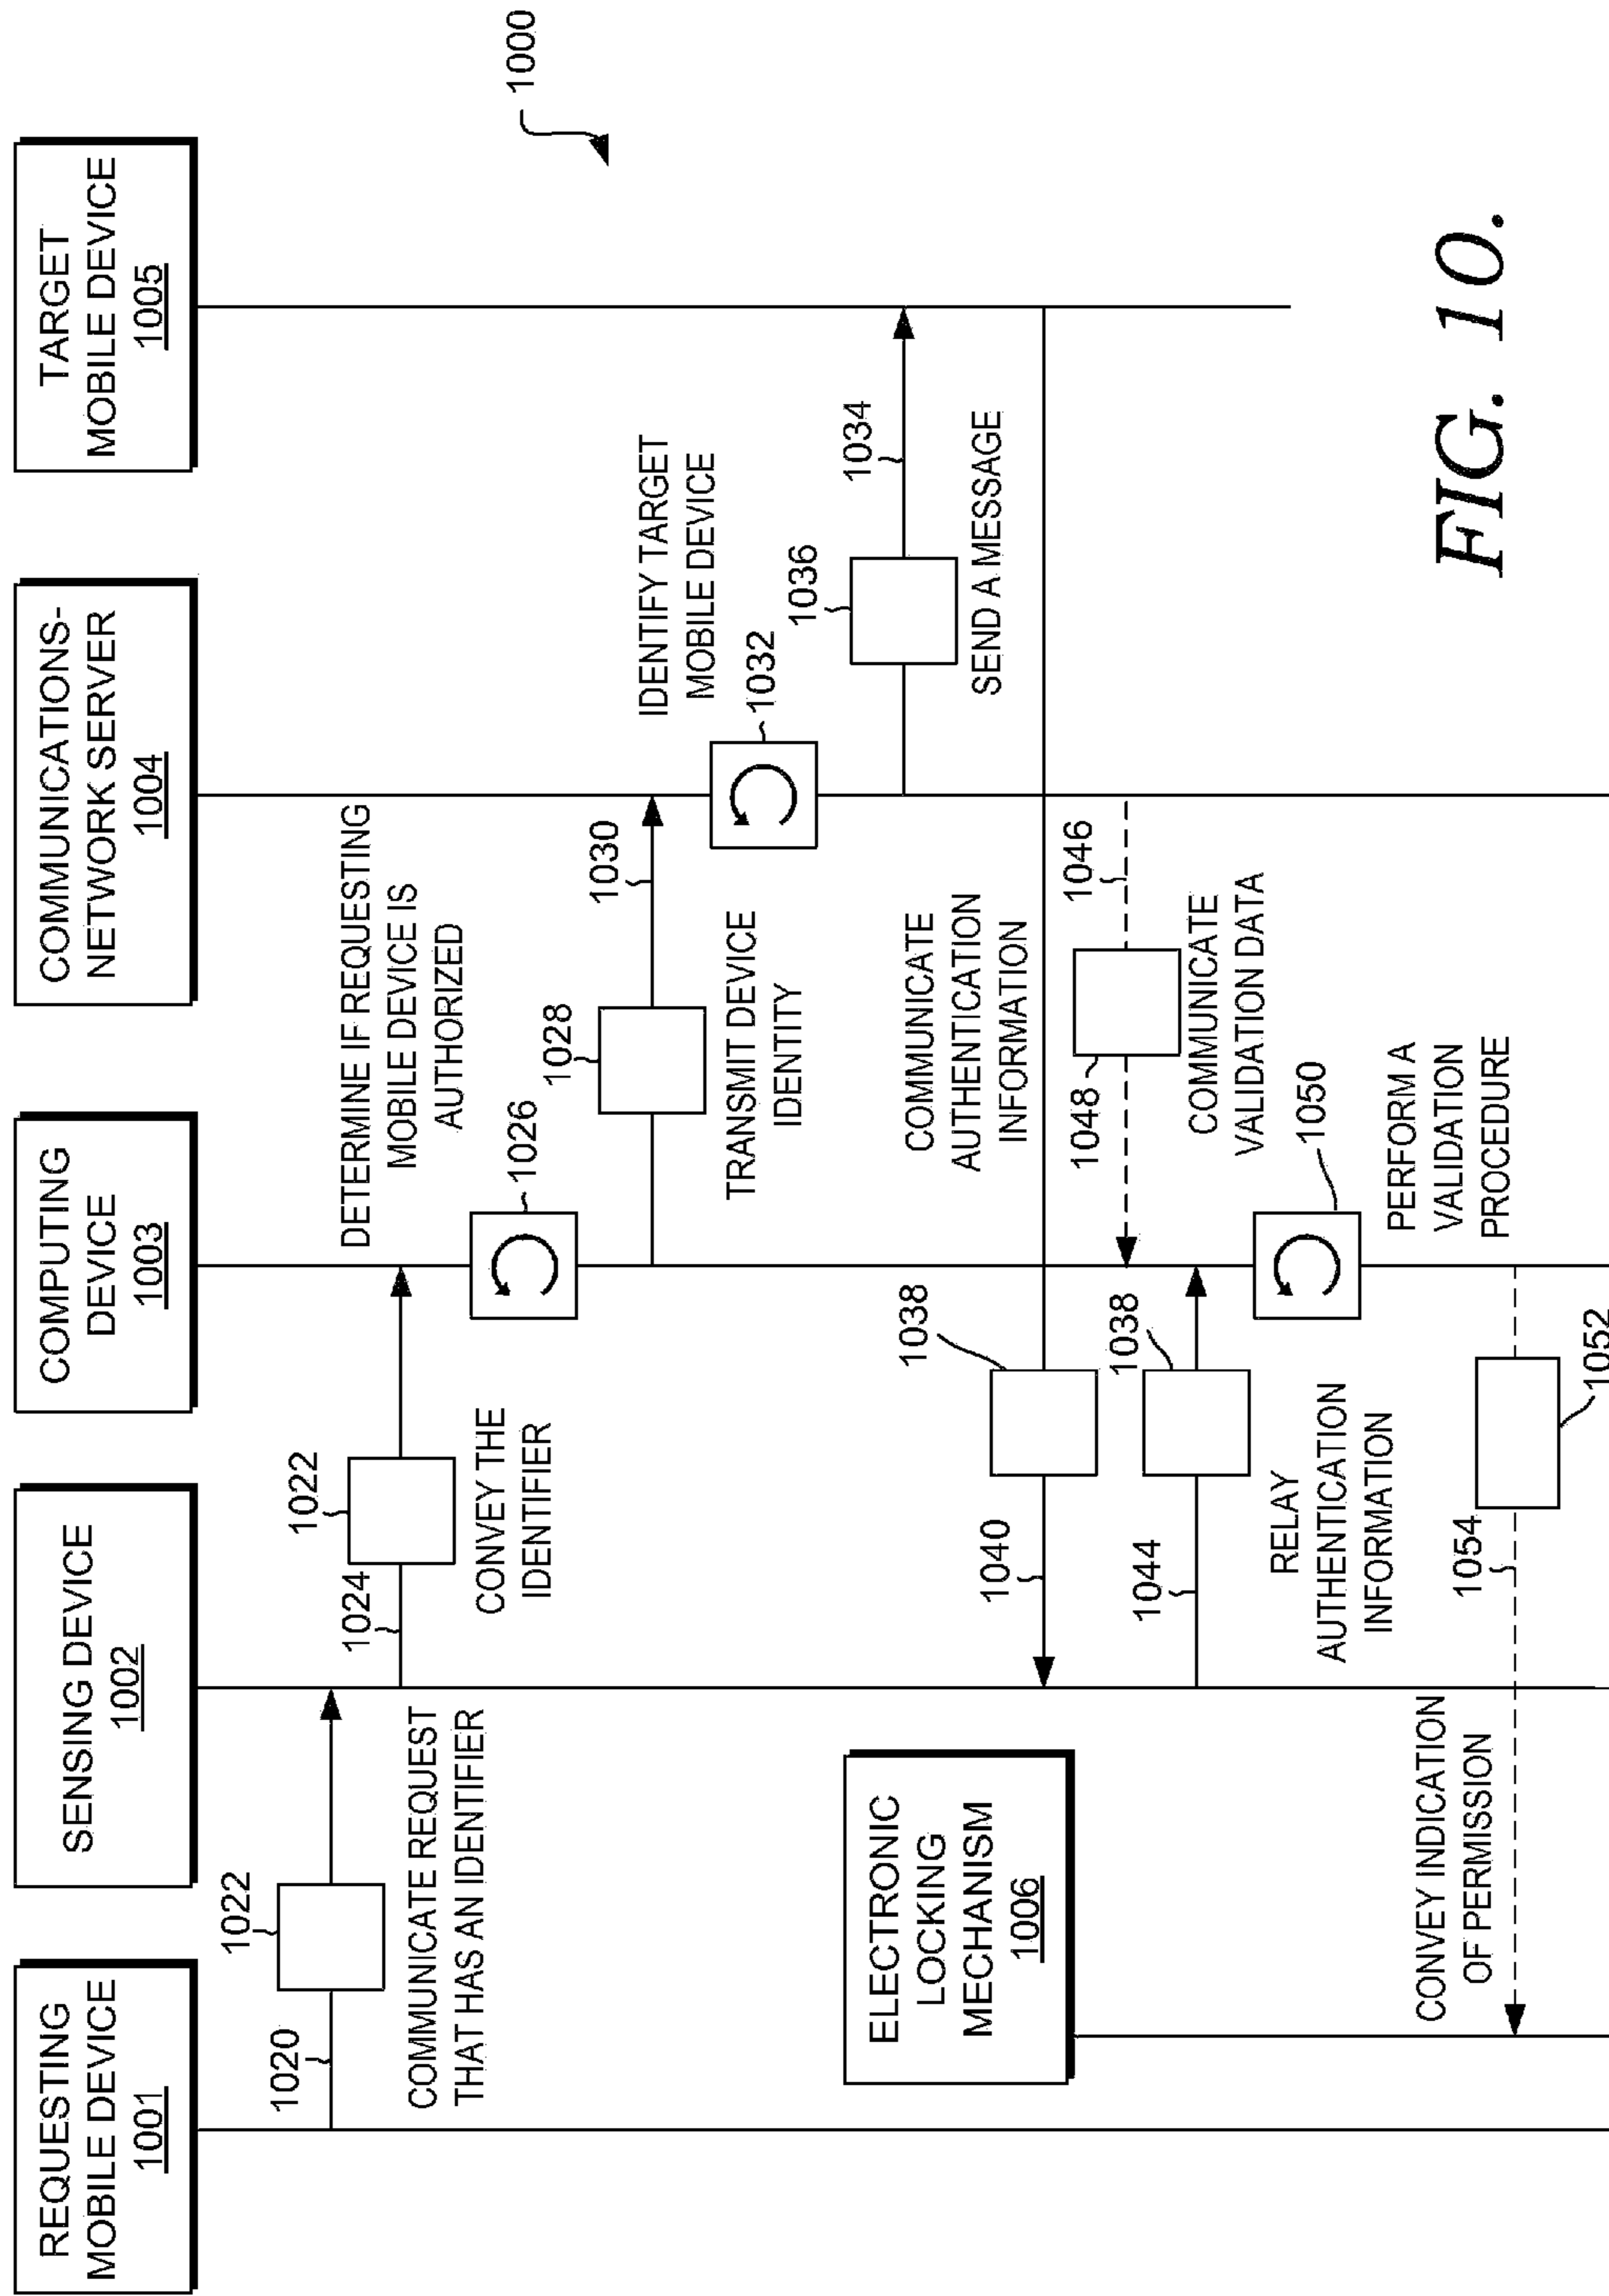 REQUESTING
MOBILE DEVICE
1001
SENSING DEVICE
1002
COMPUTING
DEVICE
1003
COMMUNICATIONS-
NETWORK SERVER
1004
TARGET
MOBILE DEVICE
1005
1000
1022
1020
COMMUNICATE REQUEST
THAT HAS AN IDENTIFIER
1022
1024
CONVEY THE
IDENTIFIER
DETERMINE IF REQUESTING
MOBILE DEVICE IS
AUTHORIZED
1026
1028
1030
TRANSMIT DEVICE
IDENTITY
IDENTIFY TARGET
MOBILE DEVICE
1032
1036
1034
SEND A MESSAGE
ELECTRONIC
LOCKING
MECHANISM
1006
COMMUNICATE
AUTHENTICATION
INFORMATION
1038
1040
1046
1048
COMMUNICATE
VALIDATION DATA
1038
1044
RELAY
AUTHENTICATION
INFORMATION
1050
PERFORM A
VALIDATION
PROCEDURE
CONVEY INDICATION
OF PERMISSION
1054
1052
FIG. 10.